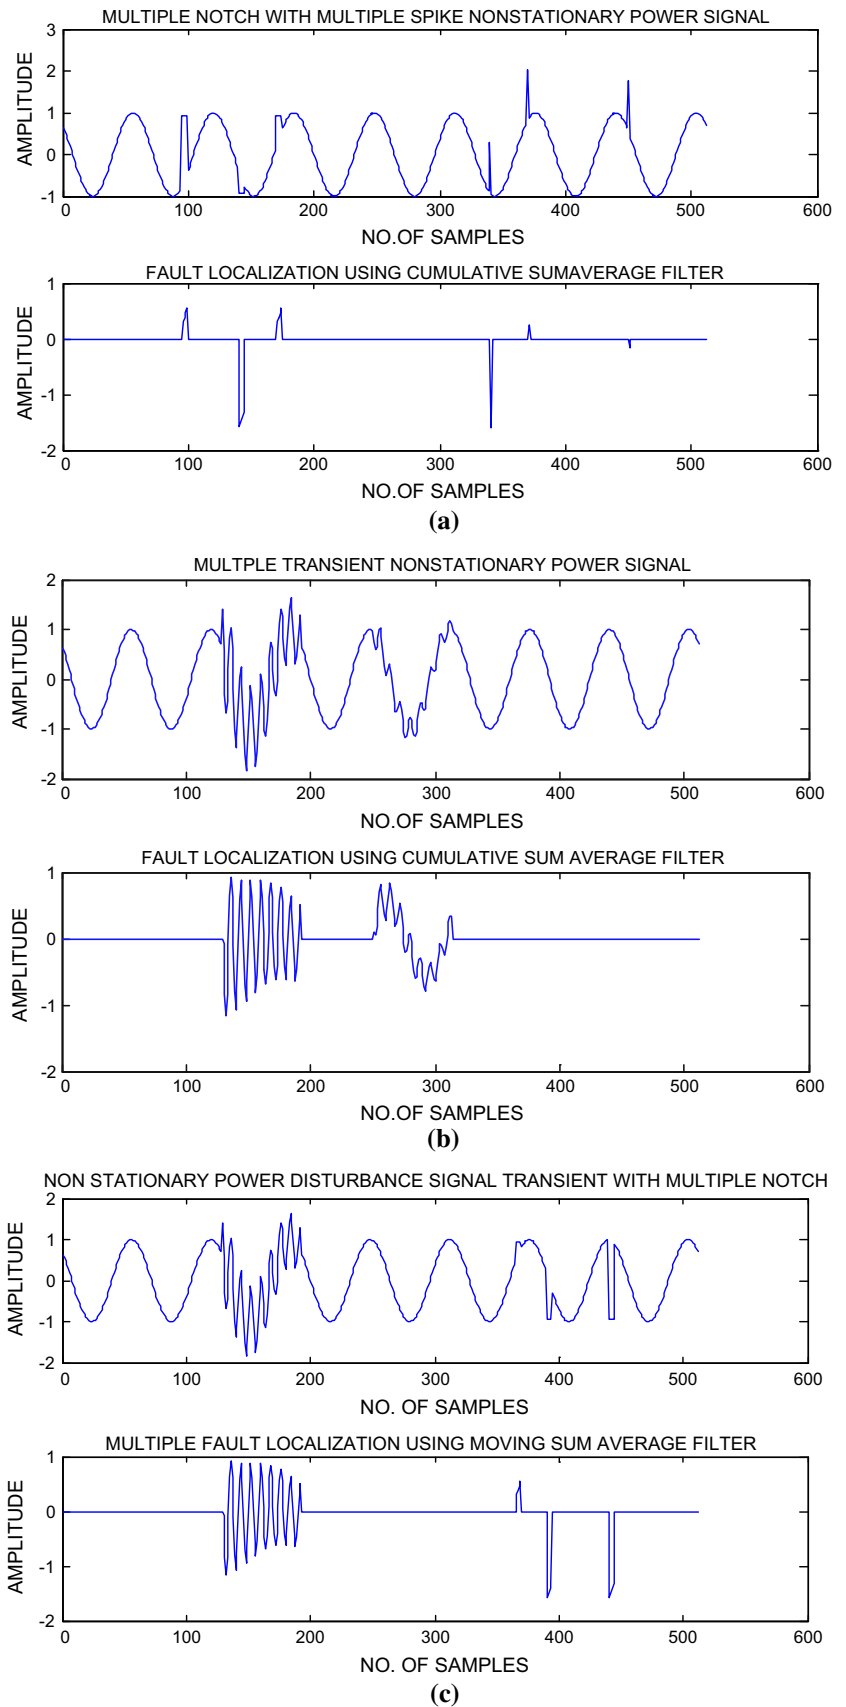 MULTIPLE NOTCH WITH MULTIPLE SPIKE NONSTATIONARY POWER SIGNAL
3
2
1
0
-1
AMPLITUDE
0 100 200 300 400 500 600
NO.OF SAMPLES
FAULT LOCALIZATION USING CUMULATIVE SUMAVERAGE FILTER
1
0
-1
-2
AMPLITUDE
0 100 200 300 400 500 600
NO.OF SAMPLES
(a)
MULTPLE TRANSIENT NONSTATIONARY POWER SIGNAL
2
1
0
-1
-2
AMPLITUDE
0 100 200 300 400 500 600
NO.OF SAMPLES
FAULT LOCALIZATION USING CUMULATIVE SUM AVERAGE FILTER
1
0
-1
-2
AMPLITUDE
0 100 200 300 400 500 600
NO.OF SAMPLES
(b)
NON STATIONARY POWER DISTURBANCE SIGNAL TRANSIENT WITH MULTIPLE NOTCH
2
1
0
-1
-2
AMPLITUDE
0 100 200 300 400 500 600
NO. OF SAMPLES
MULTIPLE FAULT LOCALIZATION USING MOVING SUM AVERAGE FILTER
1
0
-1
-2
AMPLITUDE
0 100 200 300 400 500 600
NO. OF SAMPLES
(c)